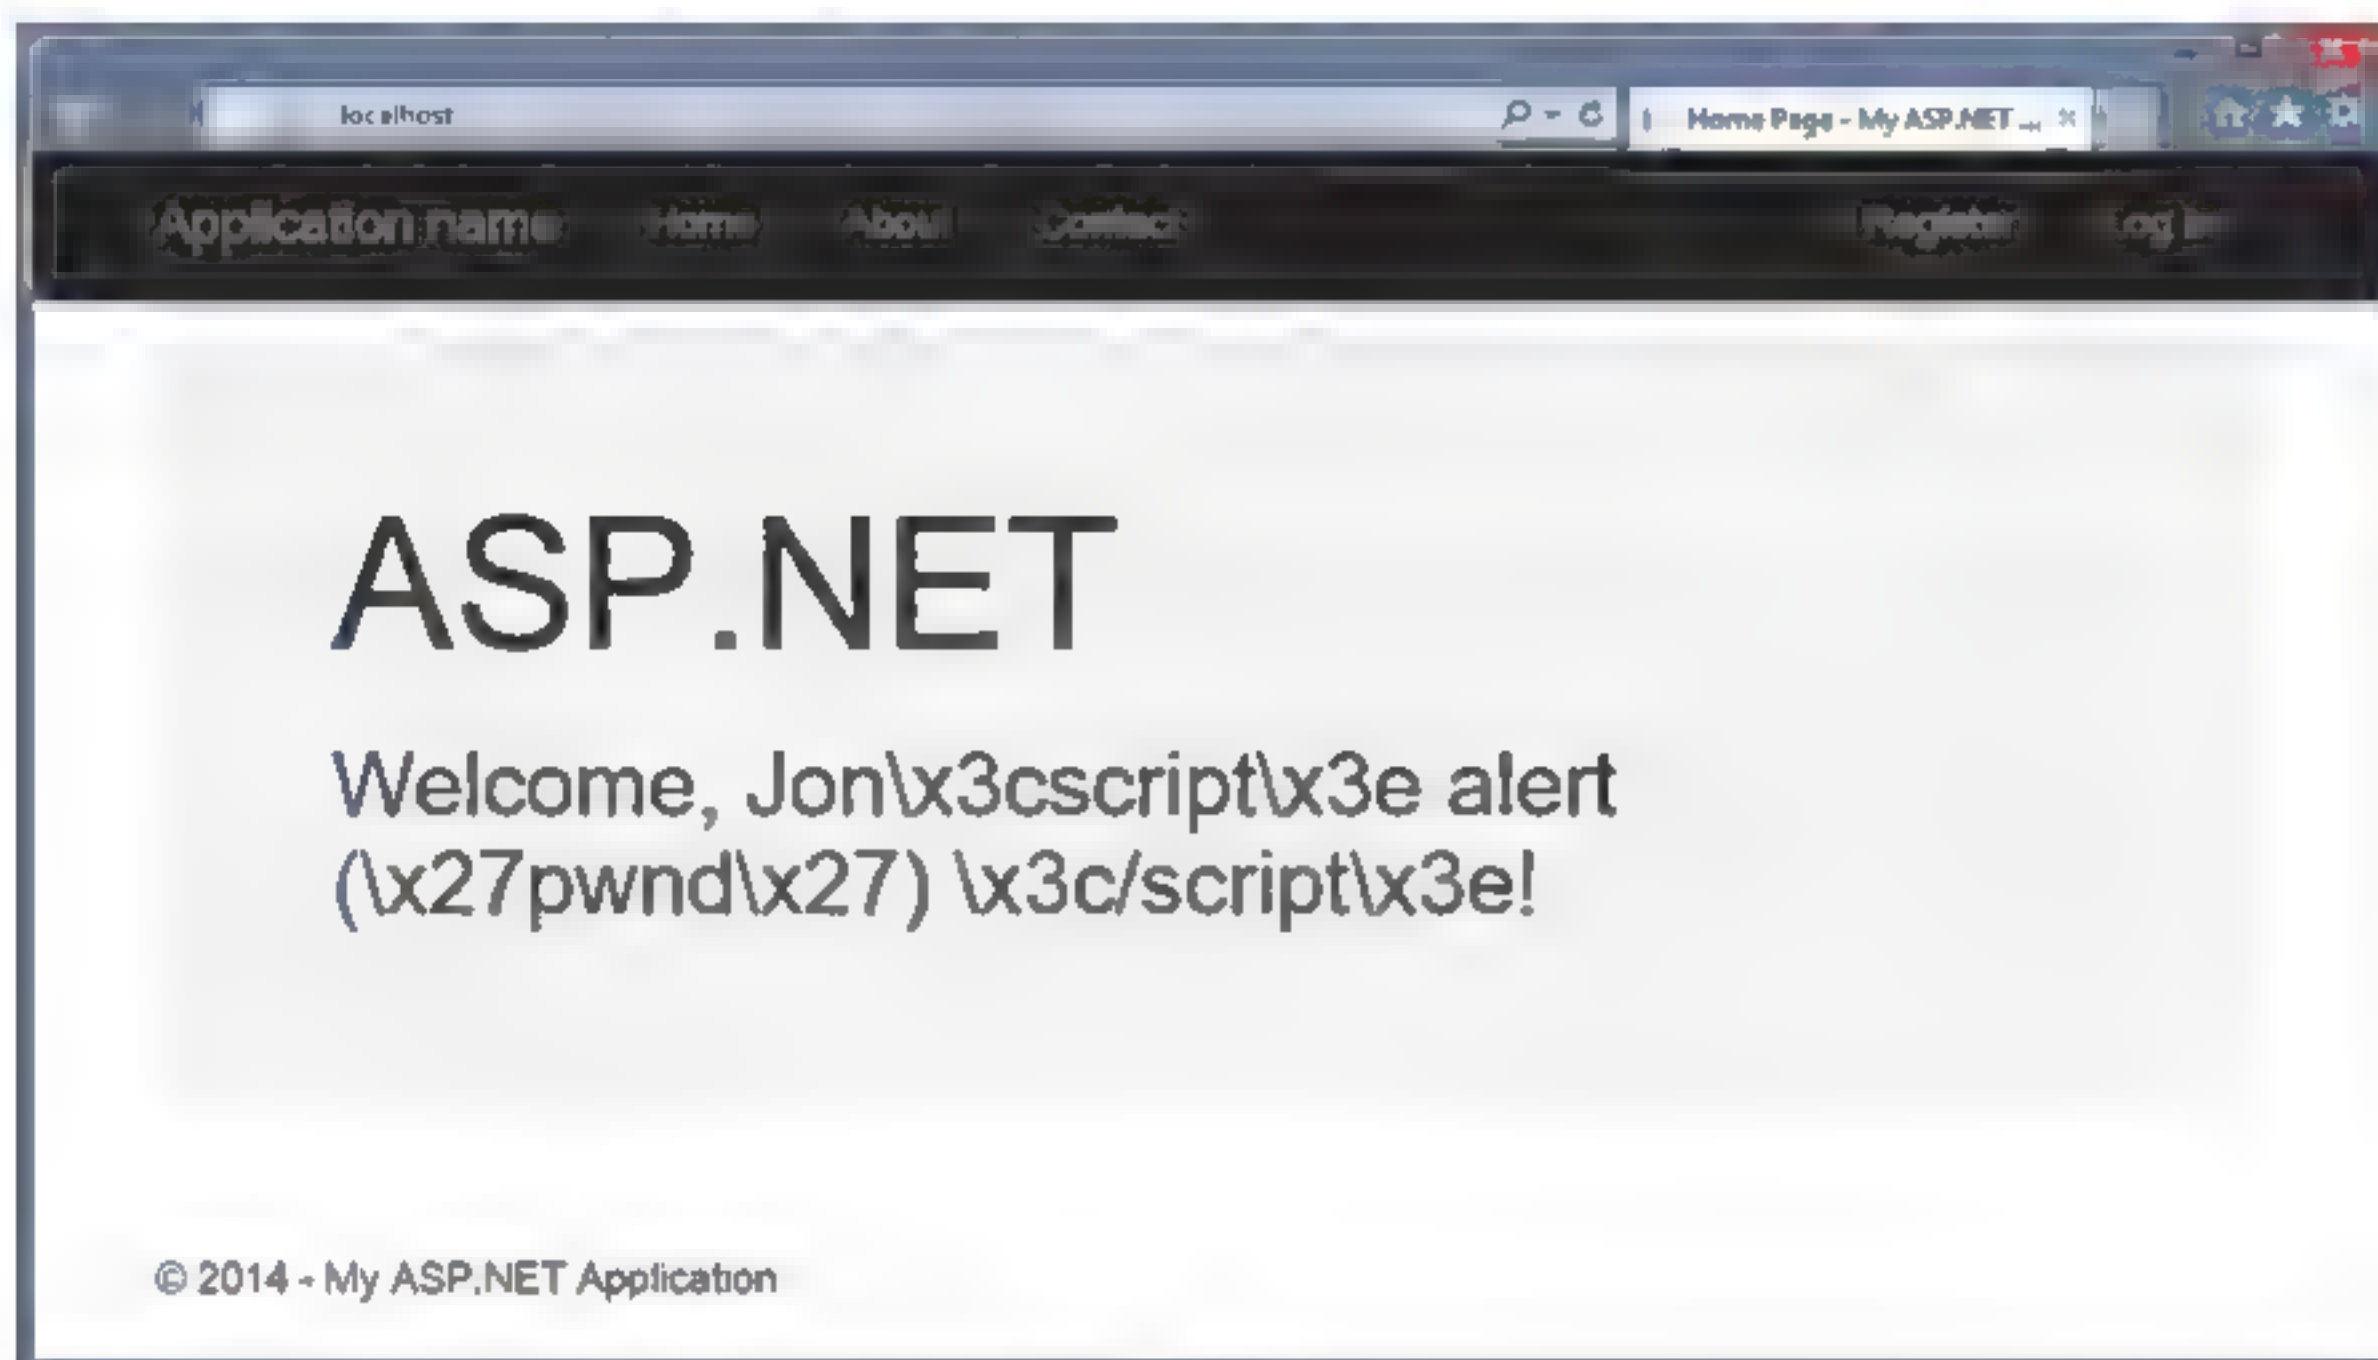 localhost
Home Page - My ASP.NET ...
Application name Home About Contact Register Log in
ASP.NET
Welcome, Jon\x3cscript\x3e alert
(\x27pwnd\x27) \x3c/script\x3e!
© 2014 - My ASP.NET Application